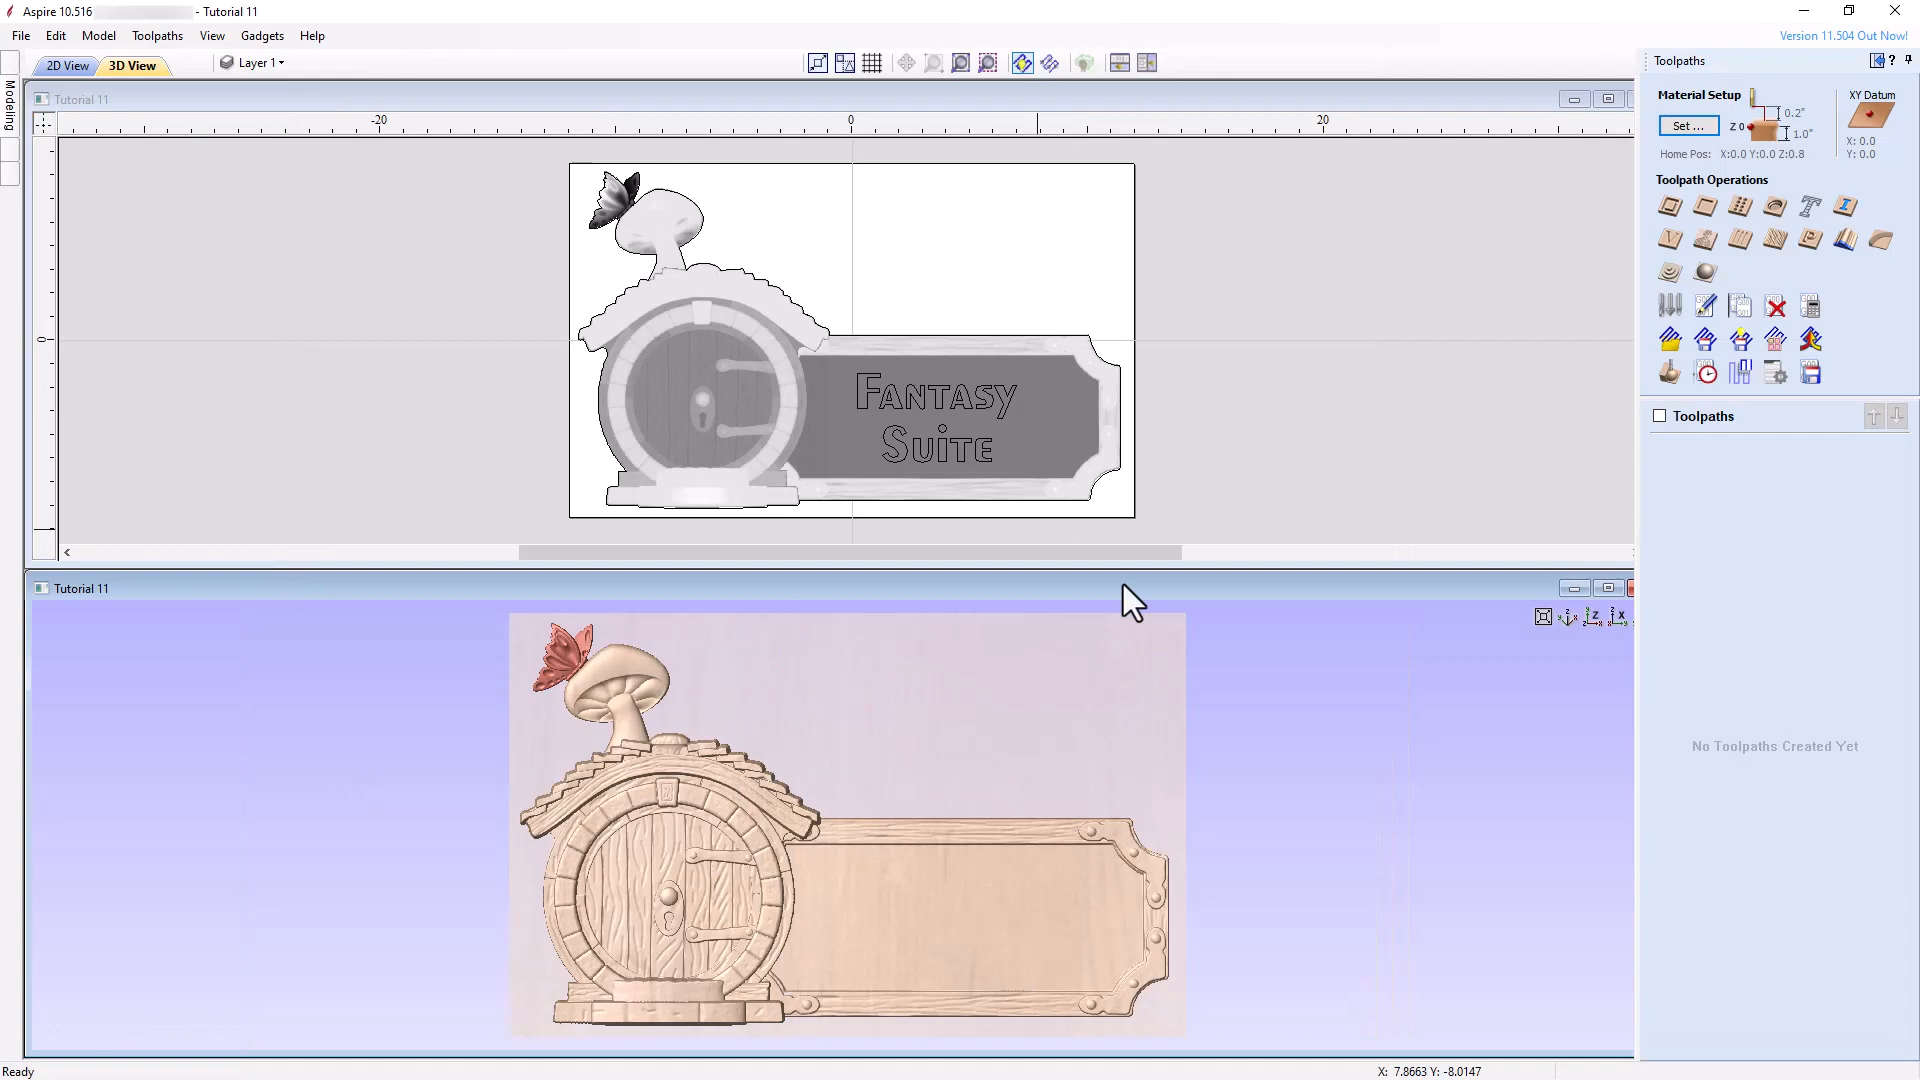 Aspire 10.516 - Tutorial 11
File Edit Model Toolpaths View Gadgets Help
Version 11.504 Out Now!
2D View 3D View Layer 1
Toolpaths ?
Modeling
Tutorial 11
-20 0 20
0
Material Setup
XY Datum
Set ...
Z 0
0.2"
1.0"
X: 0.0
Y: 0.0
Home Pos: X:0.0 Y:0.0 Z:0.8
Toolpath Operations
Fantasy
Suite
Toolpaths
No Toolpaths Created Yet
Tutorial 11
Ready
X: 7.8663 Y: -8.0147